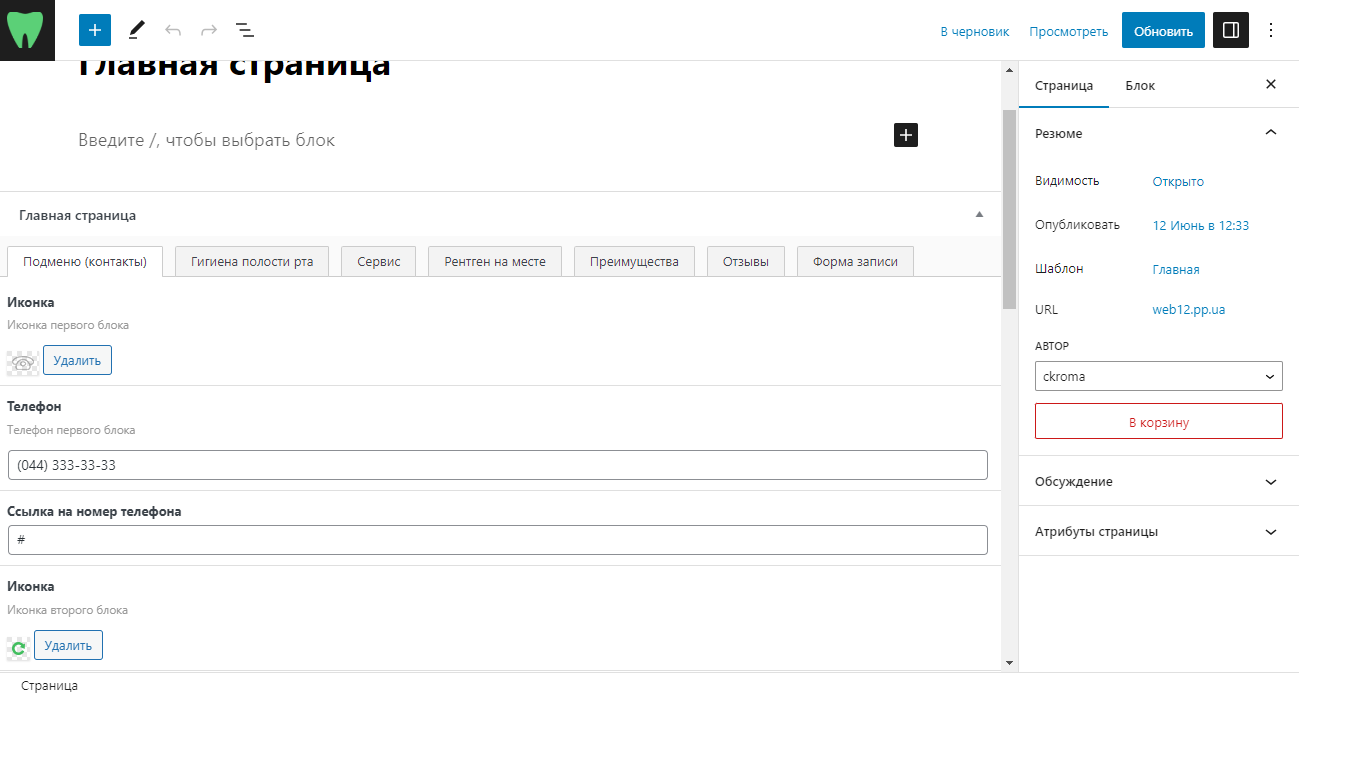 В черновик
Просмотреть
Обновить
Главная страница
Введите /, чтобы выбрать блок
Главная страница
Подменю (контакты)
Гигиена полости рта
Сервис
Рентген на месте
Преимущества
Отзывы
Форма записи
Иконка
Иконка первого блока
Удалить
Телефон
Телефон первого блока
(044) 333-33-33
Ссылка на номер телефона
#
Иконка
Иконка второго блока
Удалить
Страница
Блок
Резюме
Видимость
Открыто
Опубликовать
12 Июнь в 12:33
Шаблон
Главная
URL
web12.pp.ua
АВТОР
ckroma
В корзину
Обсуждение
Атрибуты страницы
Страница